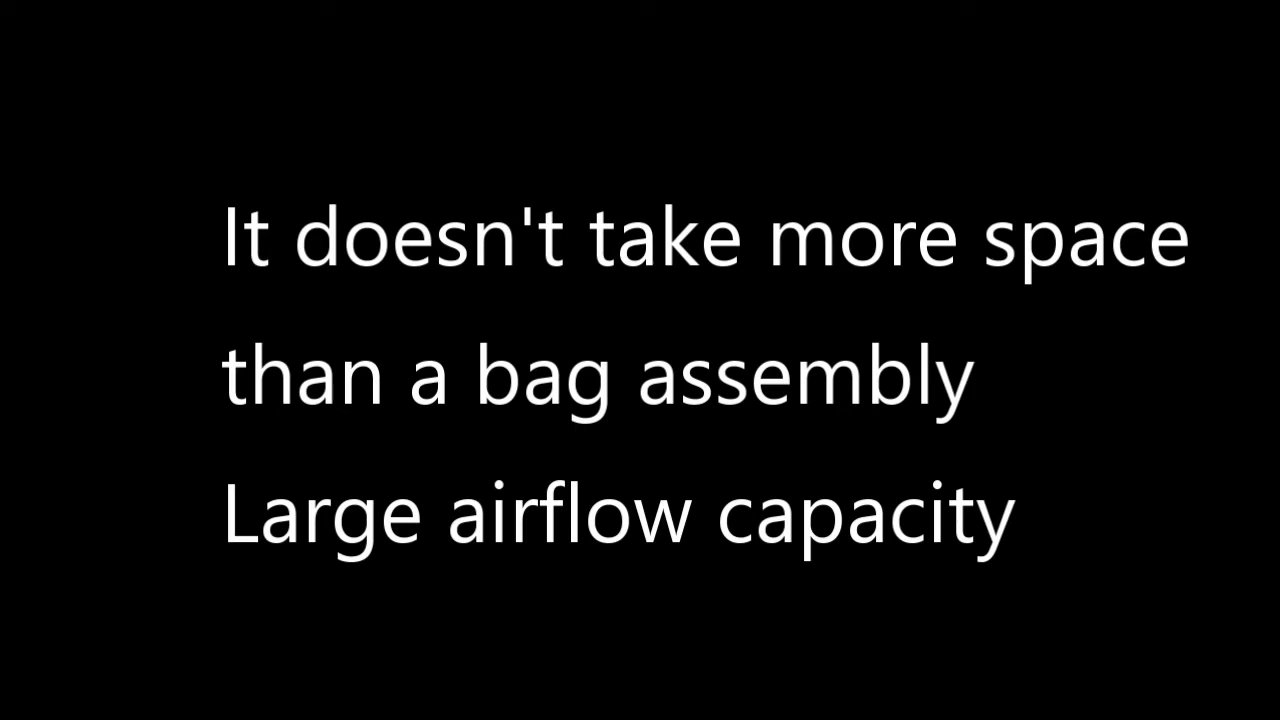 It doesn't take more space
than a bag assembly
Large airflow capacity